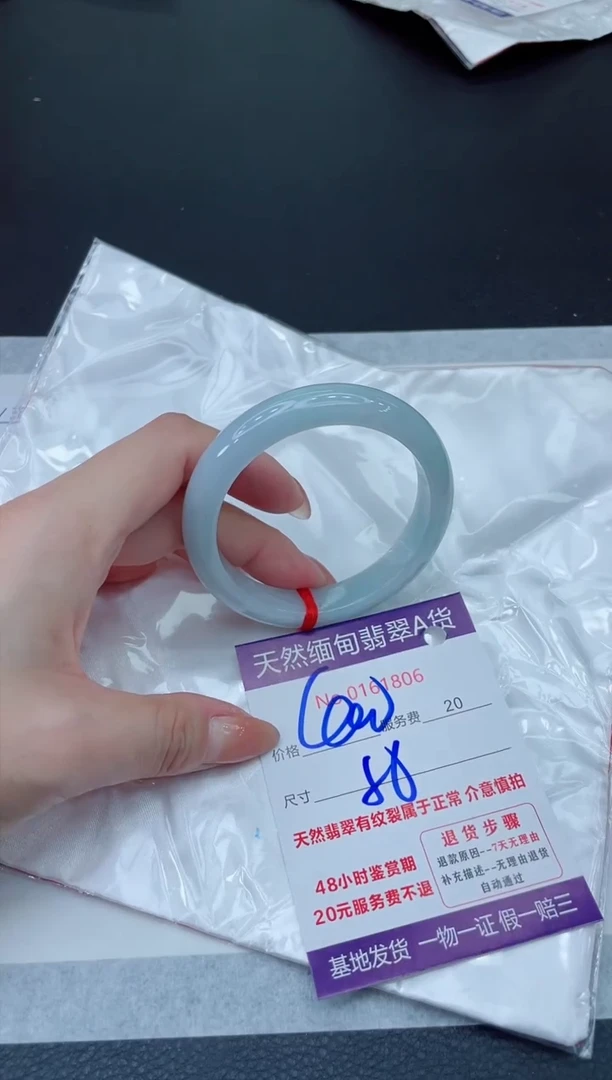 天然缅甸翡翠A货
No.0161806
价格 服务费 20
尺寸
天然翡翠有纹裂属于正常 介意慎拍
48小时鉴赏期
20元服务费不退
退货步骤
退款原因--7天无理由
补充描述--无理由退货
自动通过
基地发货 一物一证 假一赔三